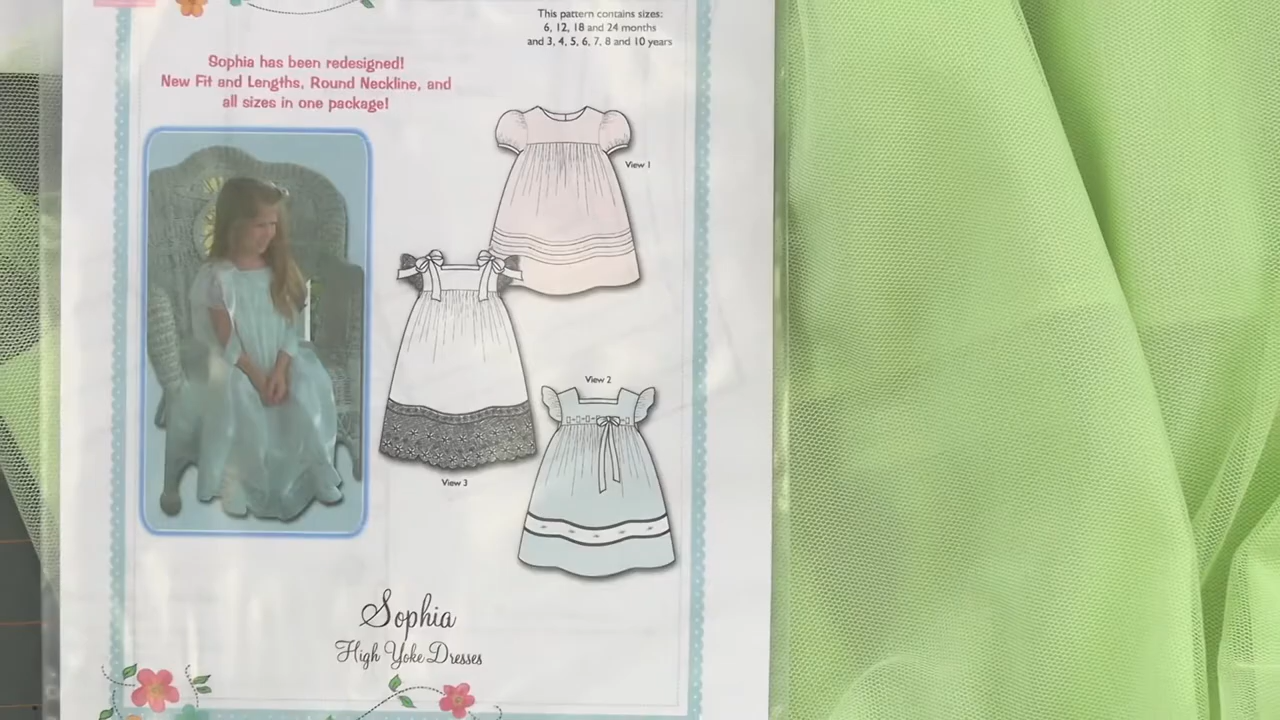 This pattern contains sizes:
6, 12, 18 and 24 months
and 3, 4, 5, 6, 7, 8 and 10 years
Sophia has been redesigned!
New Fit and Lengths, Round Neckline, and
all sizes in one package!
View 1
View 2
View 3
Sophia
High Yoke Dresses